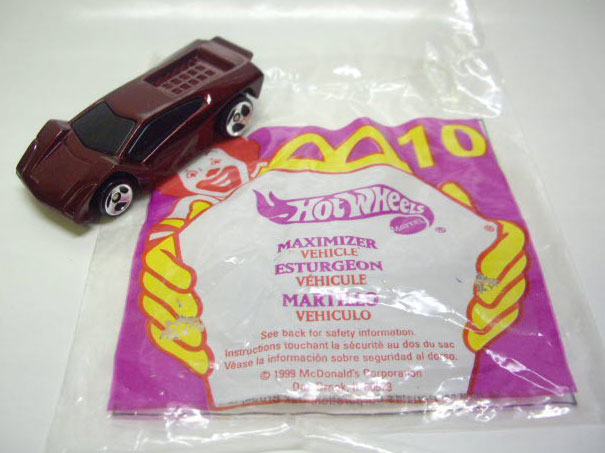 10
HOT WHEELS
MATTEL
®
®
MAXIMIZER
VEHICLE
ESTURGEON
VÉHICULE
VEHICULO
See back for safety information.
Instructions touchant la sécurité au dos du sac
Véase la información sobre seguridad al dorso.
© 1999 McDonald's Corporation